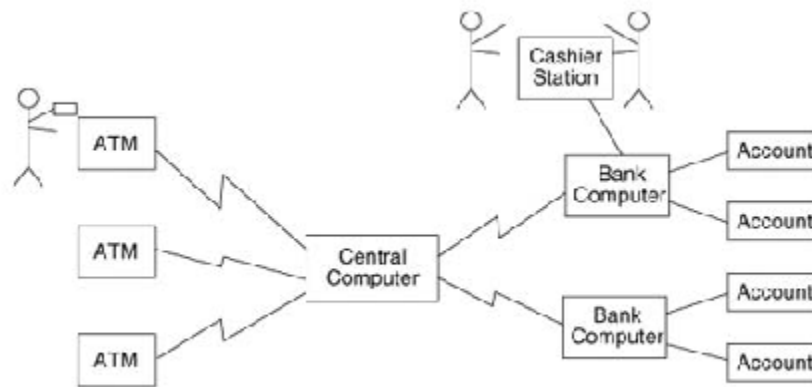 Cashier
Station
ATM
Account
Bank
Computer
Account
ATM
Central
Computer
Account
Bank
Computer
ATM
Account